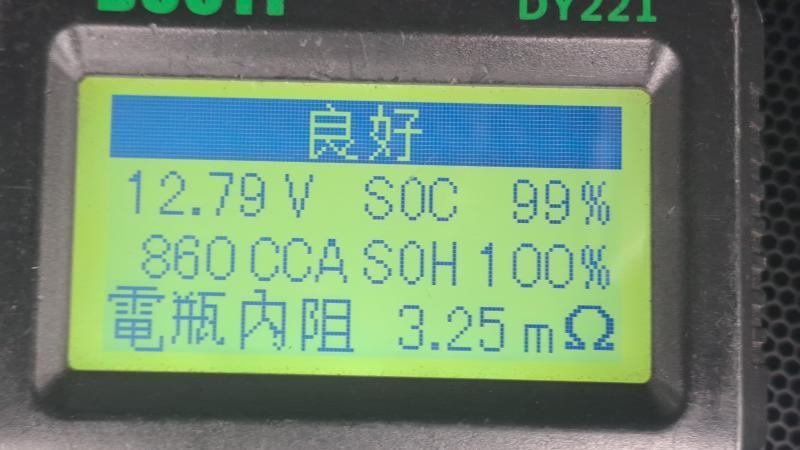 DY221
良好
12.79 V SOC 99%
860 CCA SOH 100%
電瓶內阻 3.25 mΩ